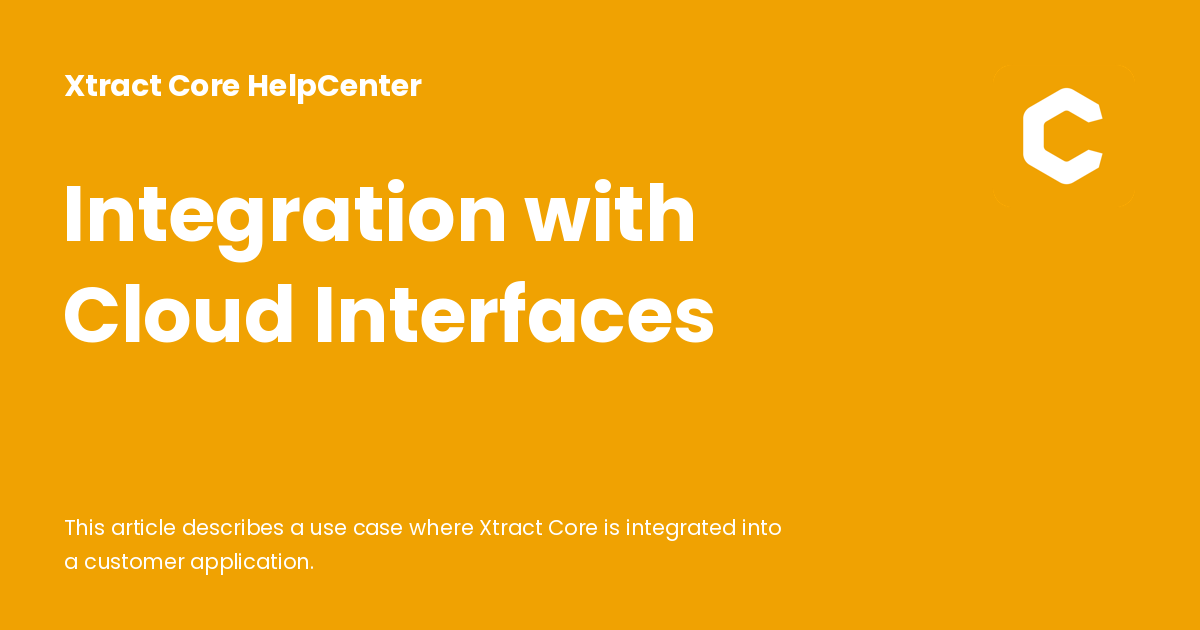 Xtract Core HelpCenter
Integration with
Cloud Interfaces
This article describes a use case where Xtract Core is integrated into
a customer application.